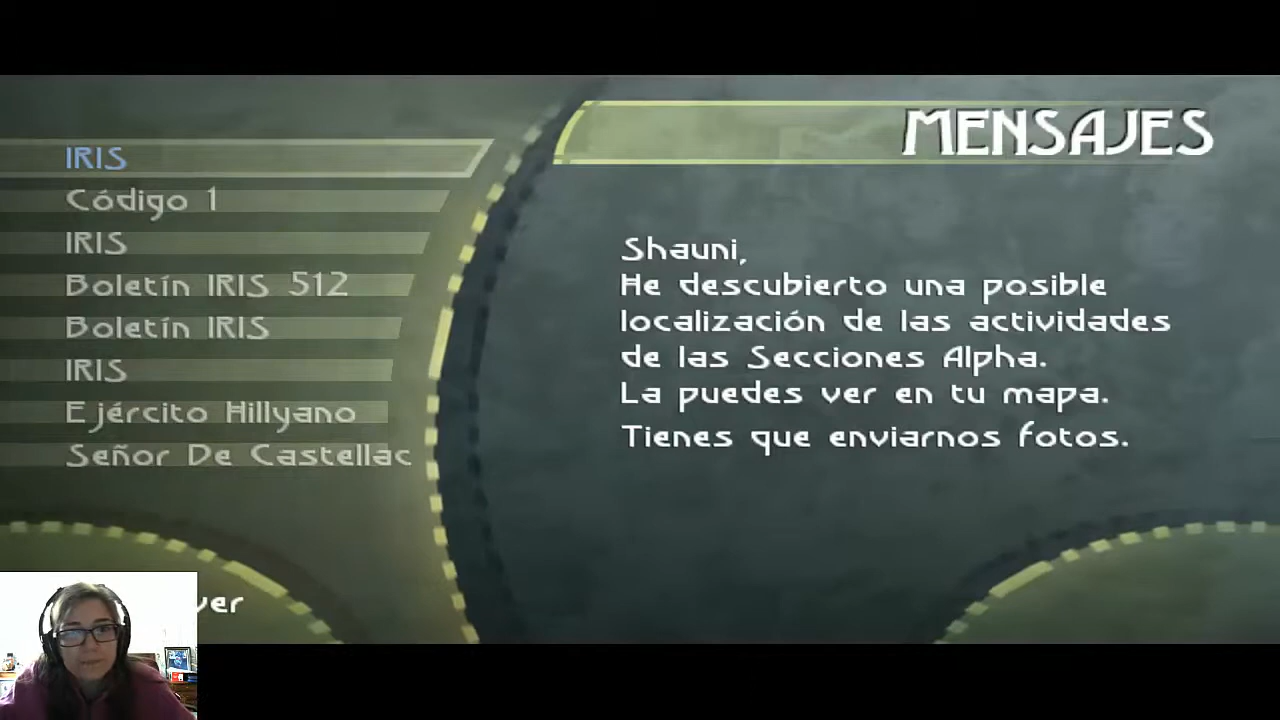 MENSAJES
IRIS
Código 1
IRIS
Boletín IRIS 512
Boletín IRIS
IRIS
Ejército Hillyano
Señor De Castellac
Shauni,
He descubierto una posible
localización de las actividades
de las Secciones Alpha.
La puedes ver en tu mapa.
Tienes que enviarnos fotos.